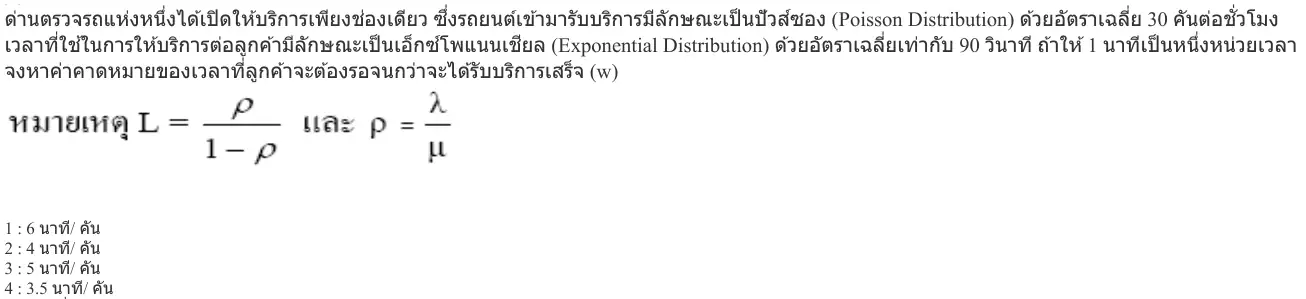 ด่านตรวจรถแห่งหนึ่งได้เปิดให้บริการเพียงช่องเดียว ซึ่งรถยนต์เข้ามารับบริการมีลักษณะเป็นปัวส์ซอง (Poisson Distribution) ด้วยอัตราเฉลี่ย 30 คันต่อชั่วโมง
เวลาที่ใช้ในการให้บริการต่อลูกค้ามีลักษณะเป็นเอ็กซ์โพแนนเชียล (Exponential Distribution) ด้วยอัตราเฉลี่ยเท่ากับ 90 วินาที ถ้าให้ 1 นาทีเป็นหนึ่งหน่วยเวลา
จงหาค่าคาดหมายของเวลาที่ลูกค้าจะต้องรอจนกว่าจะได้รับบริการเสร็จ (w)
หมายเหตุ L = ρ / 1 − ρ และ ρ = λ / μ
1 : 6 นาที/ คัน
2 : 4 นาที/ คัน
3 : 5 นาที/ คัน
4 : 3.5 นาที/ คัน